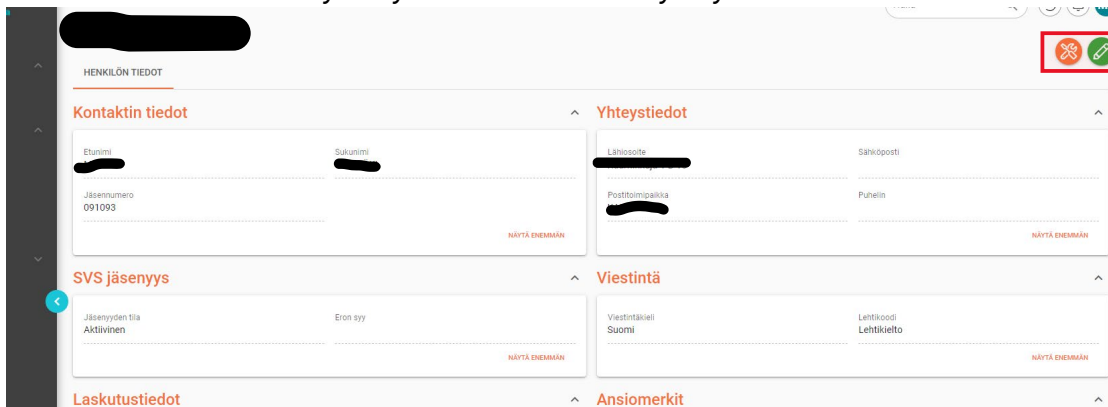 HENKILÖN TIEDOT
Kontaktin tiedot
Etunimi
Sukunimi
Jäsennumero
091093
NÄYTÄ ENEMMÄN
Yhteystiedot
Lähiosoite
Sähköposti
Postitoimipaikka
Puhelin
NÄYTÄ ENEMMÄN
SVS jäsenyys
Jäsenyyden tila
Aktiivinen
Eron syy
NÄYTÄ ENEMMÄN
Viestintä
Viestintäkieli
Suomi
Lehtikoodi
Lehtikielto
NÄYTÄ ENEMMÄN
Laskutustiedot
Ansiomerkit